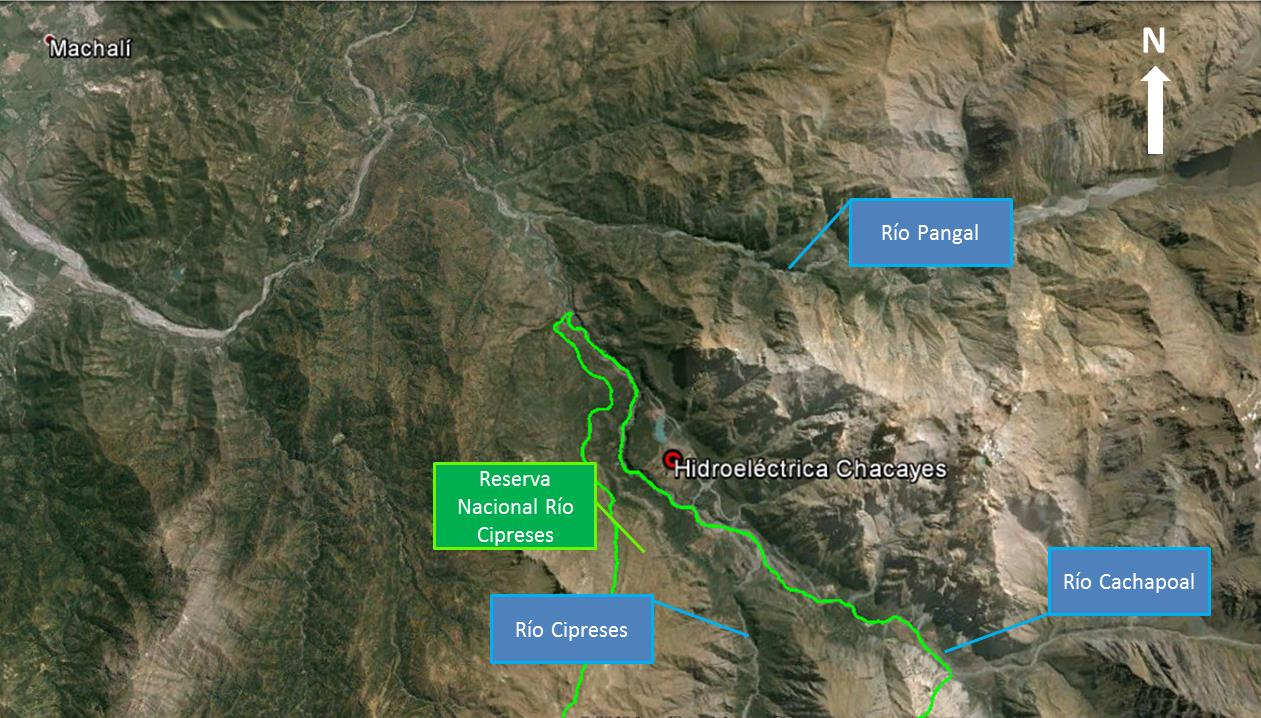 Machalí
N
Río Pangal
Hidroeléctrica Chacayes
Reserva
Nacional Río
Cipreses
Río Cachapoal
Río Cipreses